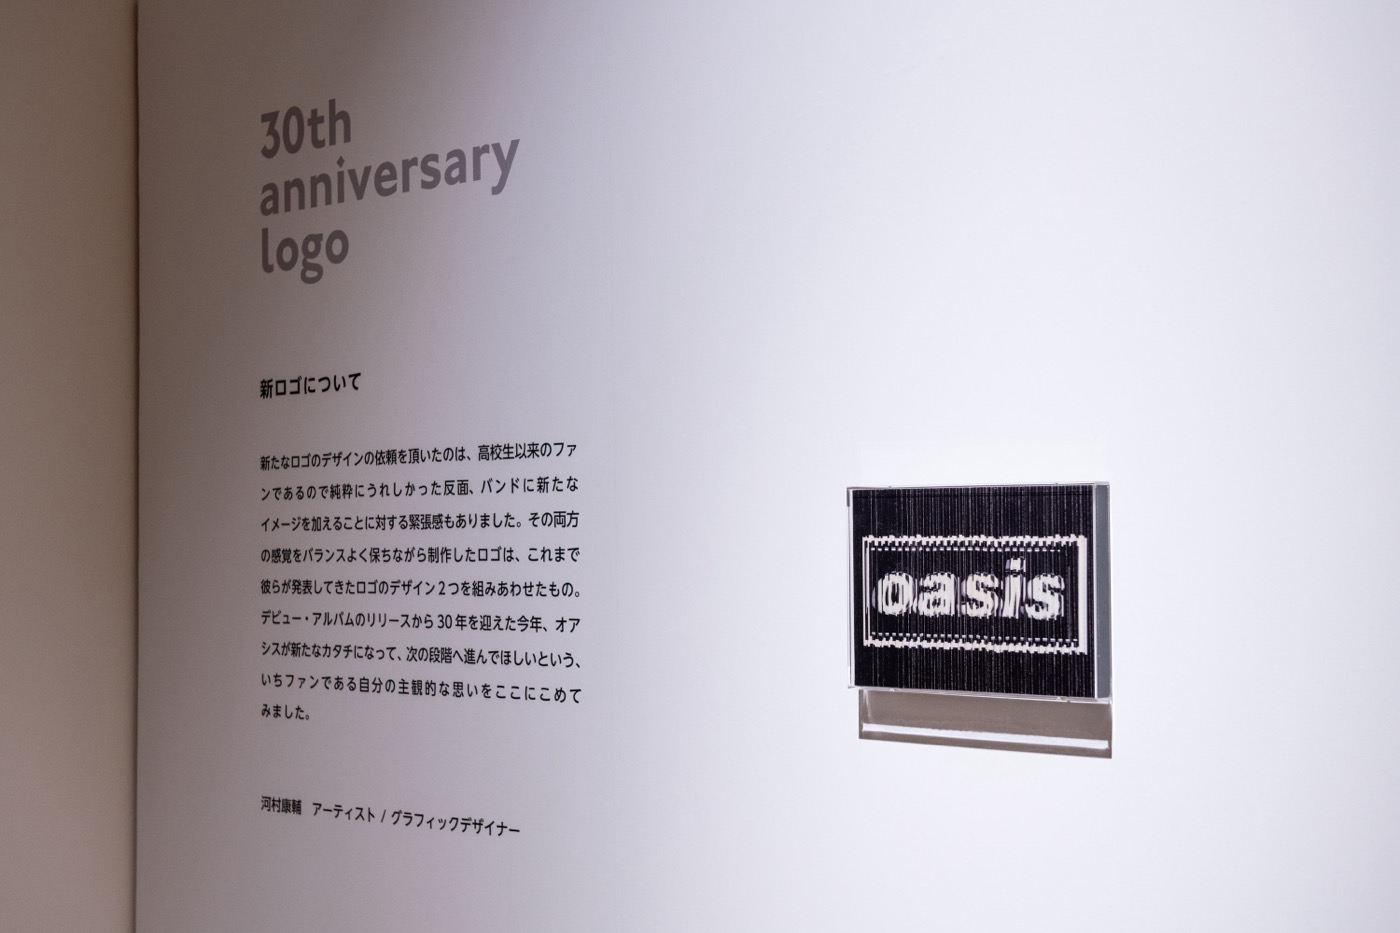 30th
anniversary
logo
新ロゴについて
新たなロゴのデザインの依頼を頂いたのは、高校生以来のファ
ンであるので純粋にうれしかった反面、バンドに新たな
イメージを加えることに対する緊張感もありました。その両方
の感覚をバランスよく保ちながら制作したロゴは、これまで
彼らが発表してきたロゴのデザイン2つを組みあわせたもの。
デビュー・アルバムのリリースから30年を迎えた今年、オア
シスが新たなカタチになって、次の段階へ進んでほしいという、
いちファンである自分の主観的な思いをここにこめて
みました。
河村康輔　アーティスト / グラフィックデザイナー
oasis